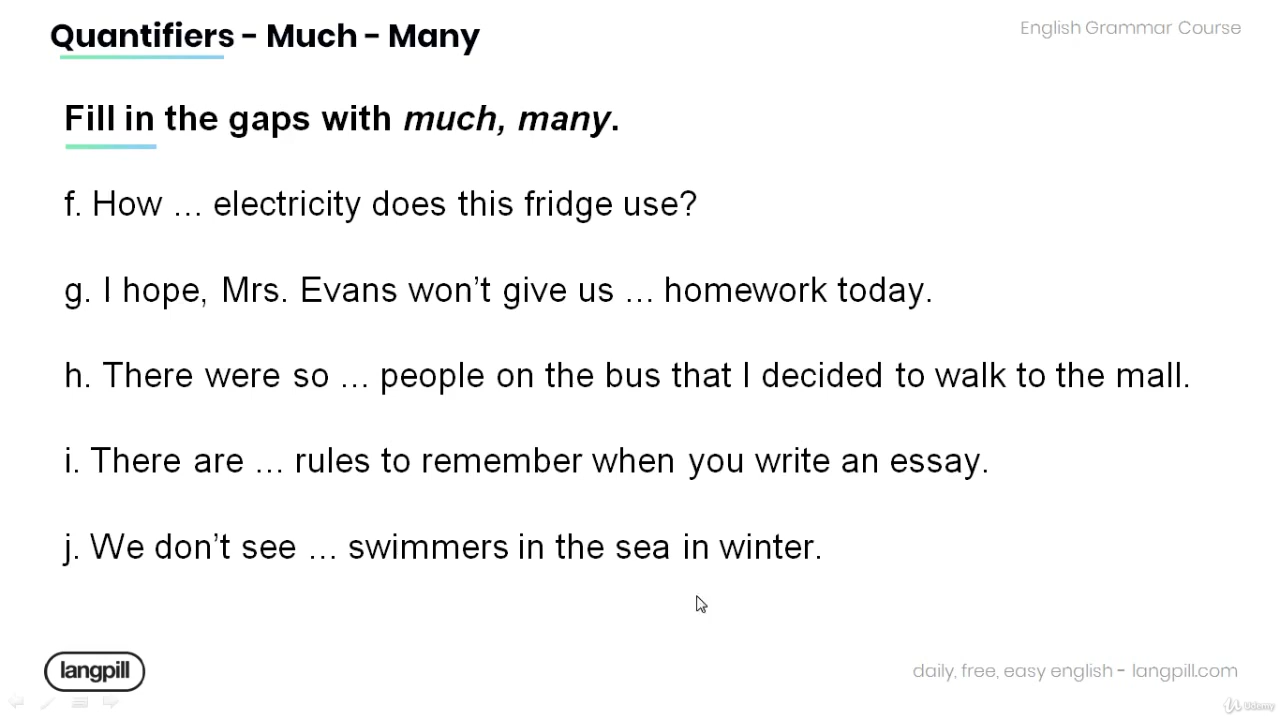 Quantifiers – Much – Many
English Grammar Course
Fill in the gaps with much, many.
f. How ... electricity does this fridge use?
g. I hope, Mrs. Evans won’t give us ... homework today.
h. There were so ... people on the bus that I decided to walk to the mall.
i. There are ... rules to remember when you write an essay.
j. We don’t see ... swimmers in the sea in winter.
langpill
daily, free, easy english – langpill.com
Udemy